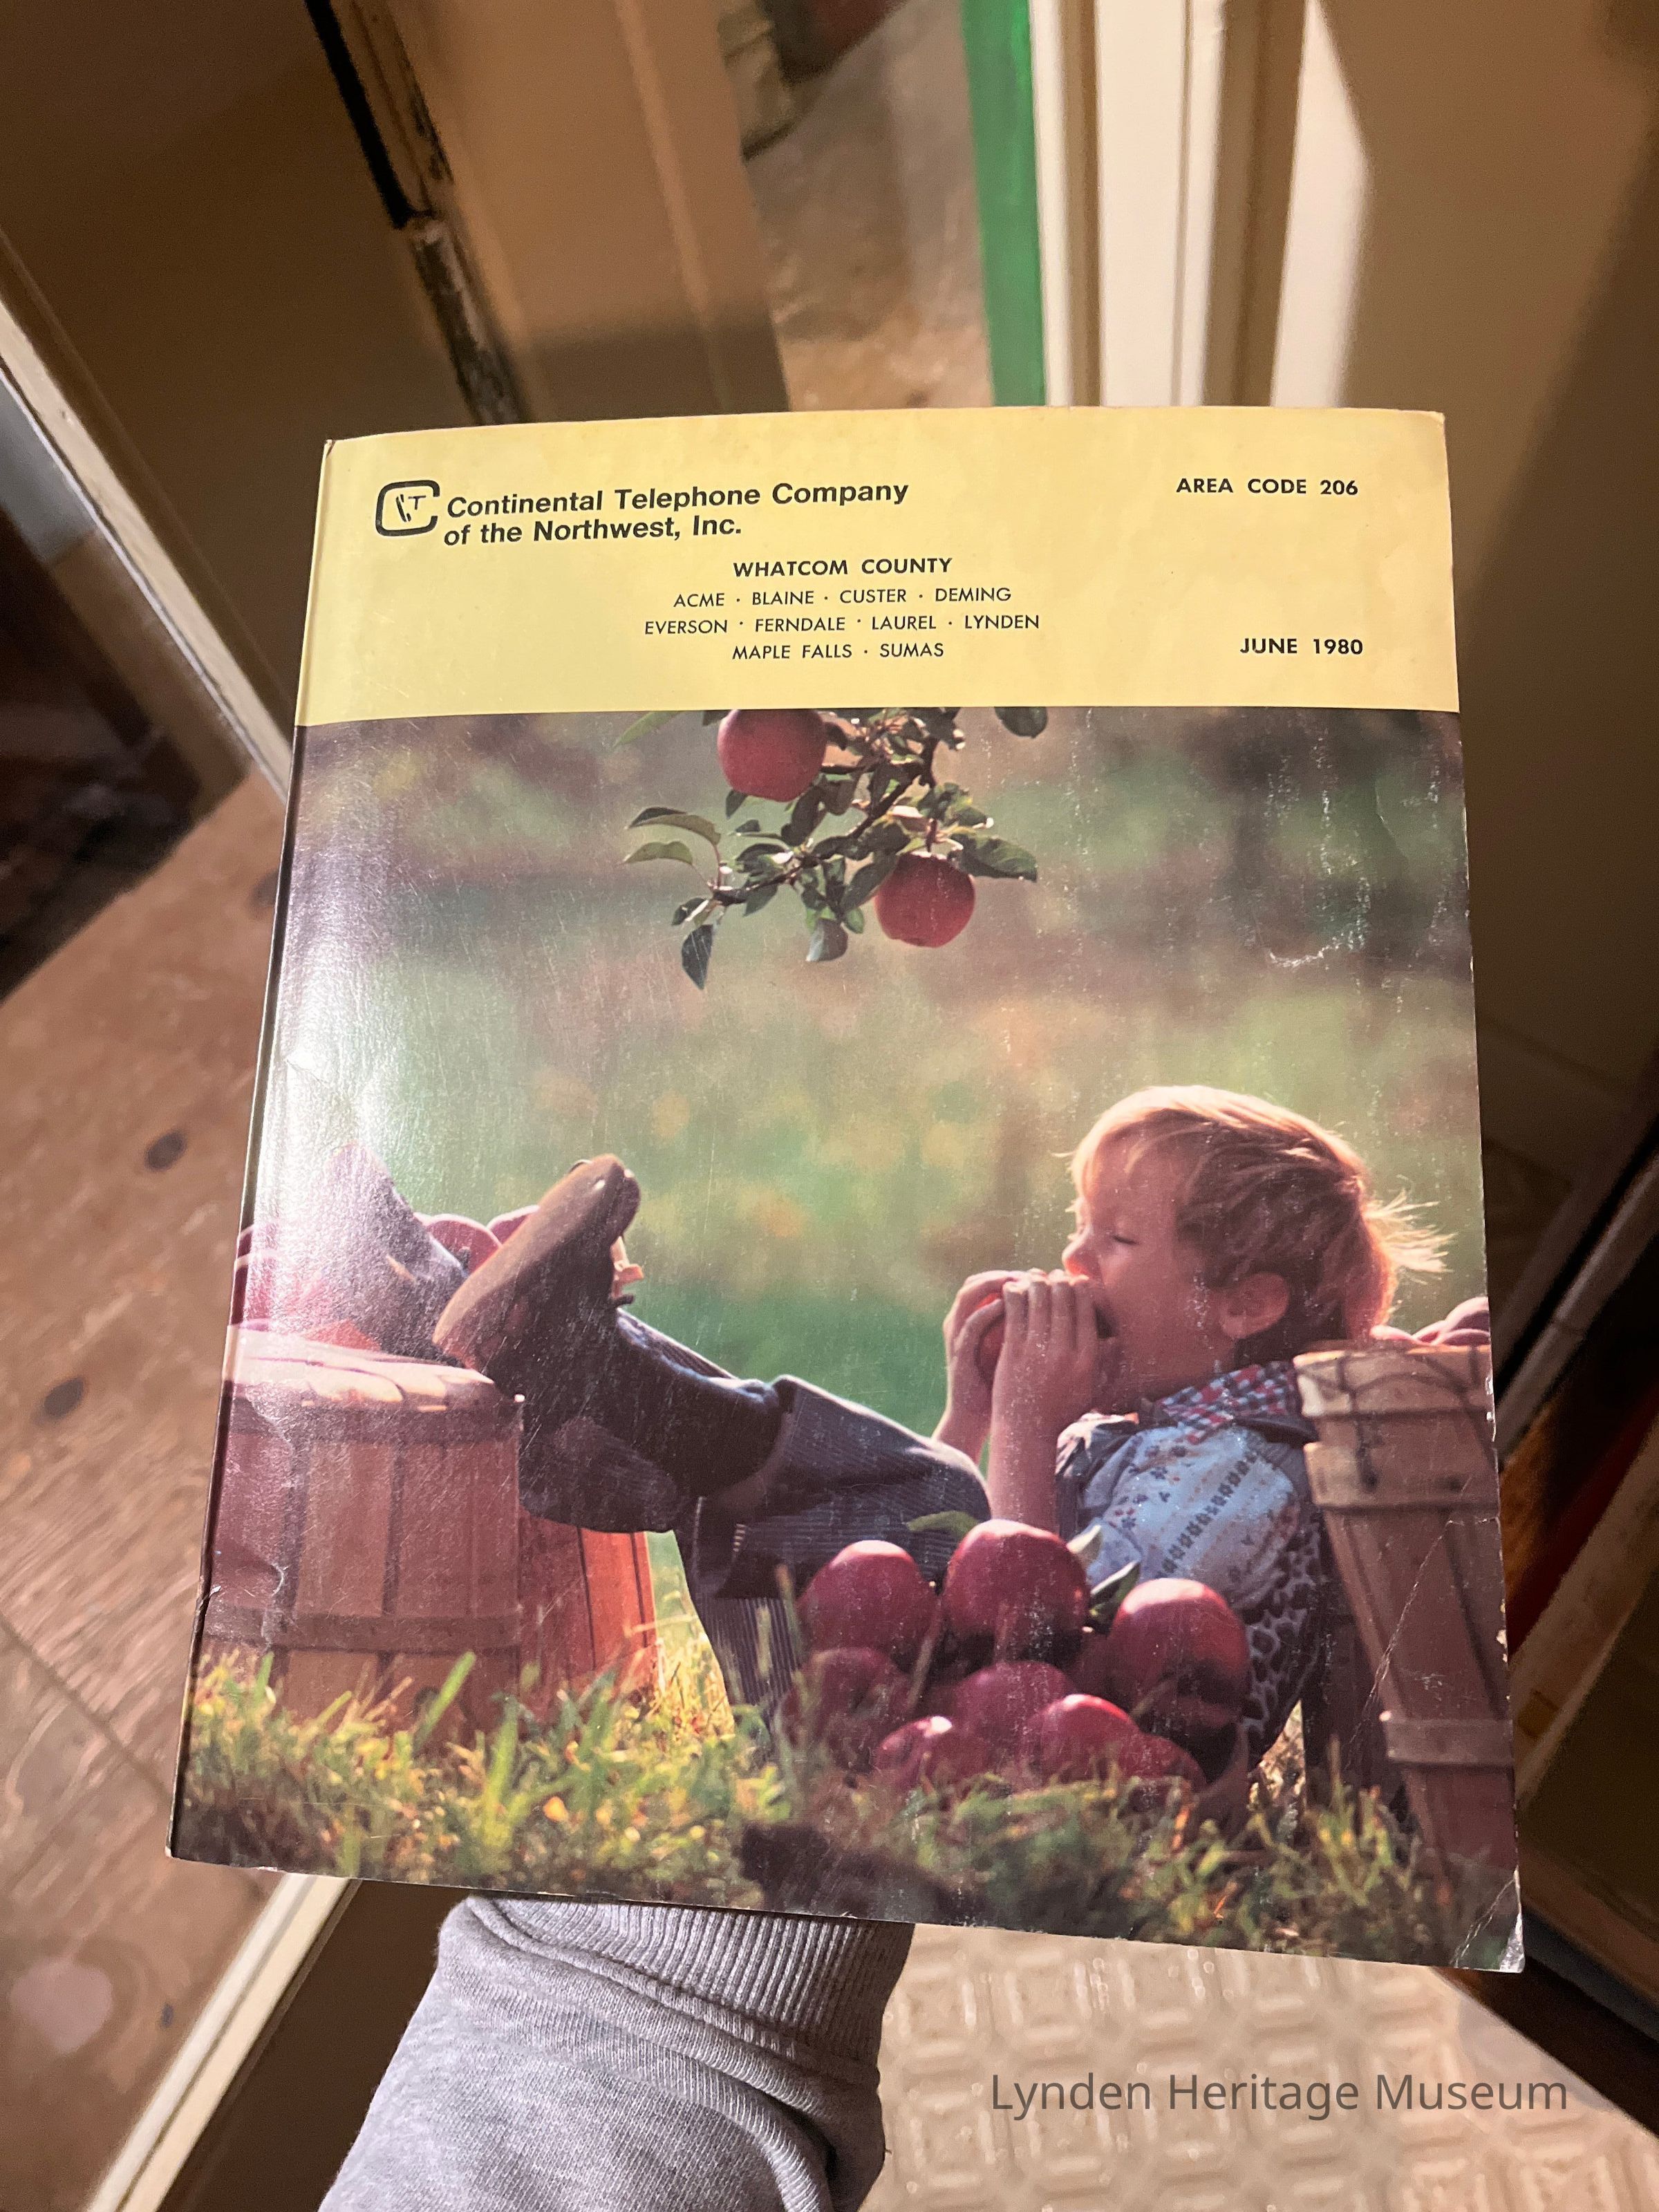 CT Continental Telephone Company
of the Northwest, Inc.
AREA CODE 206
WHATCOM COUNTY
ACME · BLAINE · CUSTER · DEMING
EVERSON · FERNDALE · LAUREL · LYNDEN
MAPLE FALLS · SUMAS
JUNE 1980
Lynden Heritage Museum